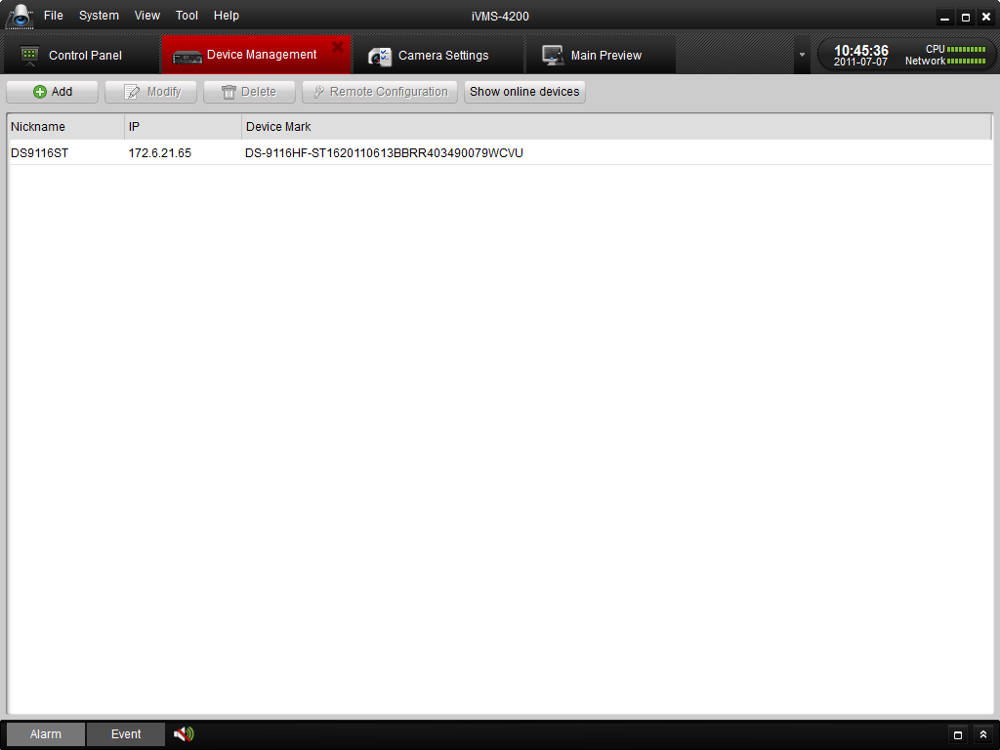 File System View Tool Help iVMS-4200
Control Panel Device Management Camera Settings Main Preview 10:45:36 CPU
2011-07-07 Network
Add Modify Delete Remote Configuration Show online devices
Nickname IP Device Mark
DS9116ST 172.6.21.65 DS-9116HF-ST1620110613BBRR403490079WCVU
Alarm Event